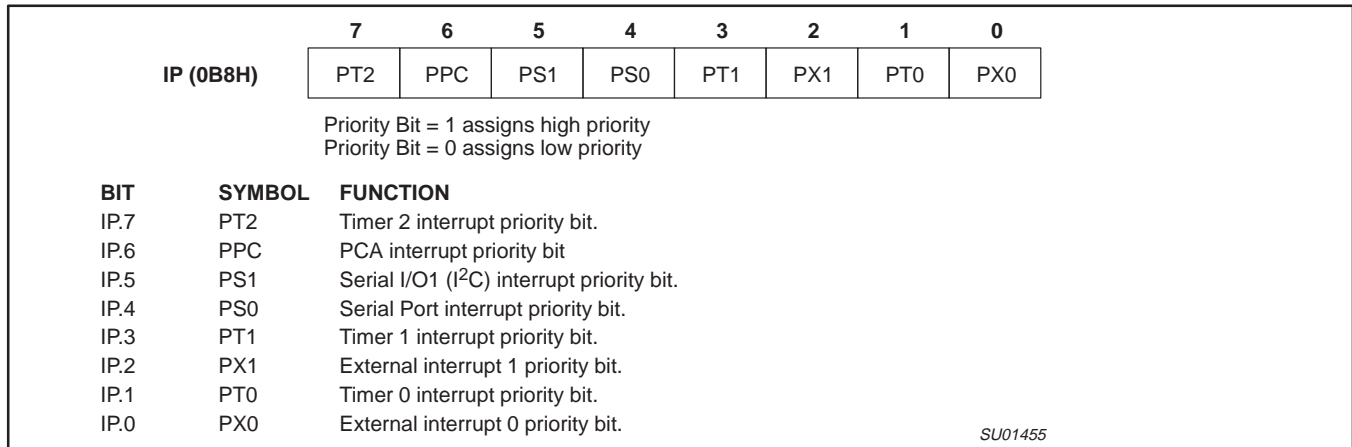 7 6 5 4 3 2 1 0
IP (0B8H) PT2 PPC PS1 PS0 PT1 PX1 PT0 PX0
Priority Bit = 1 assigns high priority
Priority Bit = 0 assigns low priority
BIT SYMBOL FUNCTION
IP.7 PT2 Timer 2 interrupt priority bit.
IP.6 PPC PCA interrupt priority bit
IP.5 PS1 Serial I/O1 (I²C) interrupt priority bit.
IP.4 PS0 Serial Port interrupt priority bit.
IP.3 PT1 Timer 1 interrupt priority bit.
IP.2 PX1 External interrupt 1 priority bit.
IP.1 PT0 Timer 0 interrupt priority bit.
IP.0 PX0 External interrupt 0 priority bit.
SU01455